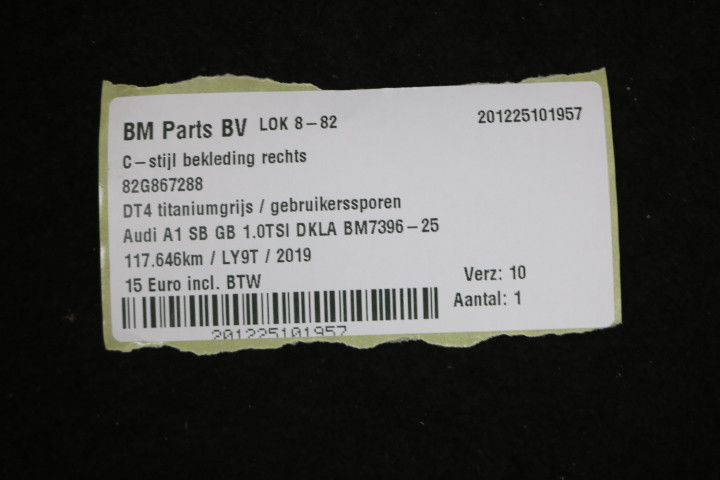 BM Parts BV LOK 8-82 201225101957
C-stijl bekleding rechts
82G867288
DT4 titaniumgrijs / gebruikerssporen
Audi A1 SB GB 1.0TSI DKLA BM7396-25
117.646km / LY9T / 2019
15 Euro incl. BTW Verz: 10
Aantal: 1
201225101957